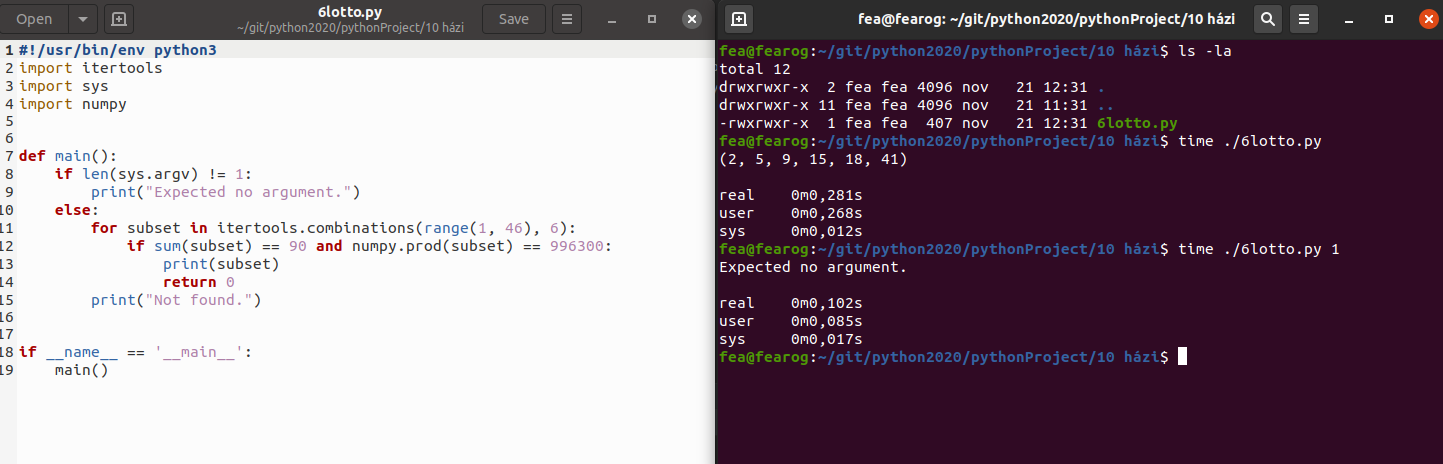 Open
6lotto.py
~/git/python2020/pythonProject/10 házi
Save
1 #!/usr/bin/env python3
2 import itertools
3 import sys
4 import numpy
5
6
7 def main():
8     if len(sys.argv) != 1:
9         print("Expected no argument.")
10     else:
11         for subset in itertools.combinations(range(1, 46), 6):
12             if sum(subset) == 90 and numpy.prod(subset) == 996300:
13                 print(subset)
14                 return 0
15         print("Not found.")
16
17
18 if __name__ == '__main__':
19     main()
fea@fearog: ~/git/python2020/pythonProject/10 házi
fea@fearog:~/git/python2020/pythonProject/10 házi$ ls -la
total 12
drwxrwxr-x  2 fea fea 4096 nov   21 12:31 .
drwxrwxr-x 11 fea fea 4096 nov   21 11:31 ..
-rwxrwxr-x  1 fea fea  407 nov   21 12:31 6lotto.py
fea@fearog:~/git/python2020/pythonProject/10 házi$ time ./6lotto.py
(2, 5, 9, 15, 18, 41)
real    0m0,281s
user    0m0,268s
sys     0m0,012s
fea@fearog:~/git/python2020/pythonProject/10 házi$ time ./6lotto.py 1
Expected no argument.
real    0m0,102s
user    0m0,085s
sys     0m0,017s
fea@fearog:~/git/python2020/pythonProject/10 házi$